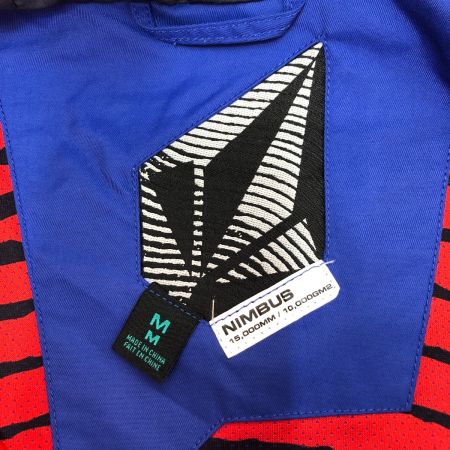 NIMBUS
15,000MM / 10,000GM2
M
M
MADE IN CHINA
FAIT EN CHINE